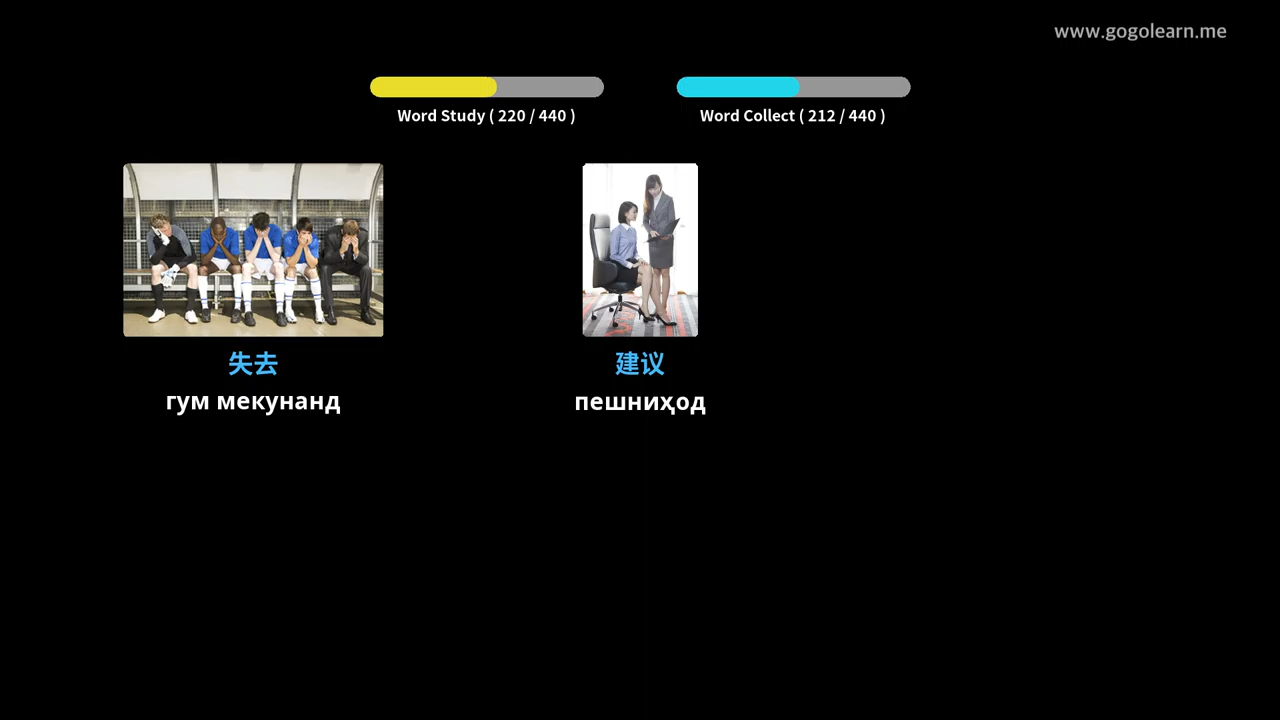 www.gogolearn.me
Word Study ( 220 / 440 )
Word Collect ( 212 / 440 )
失去
гум мекунанд
建议
пешниҳод